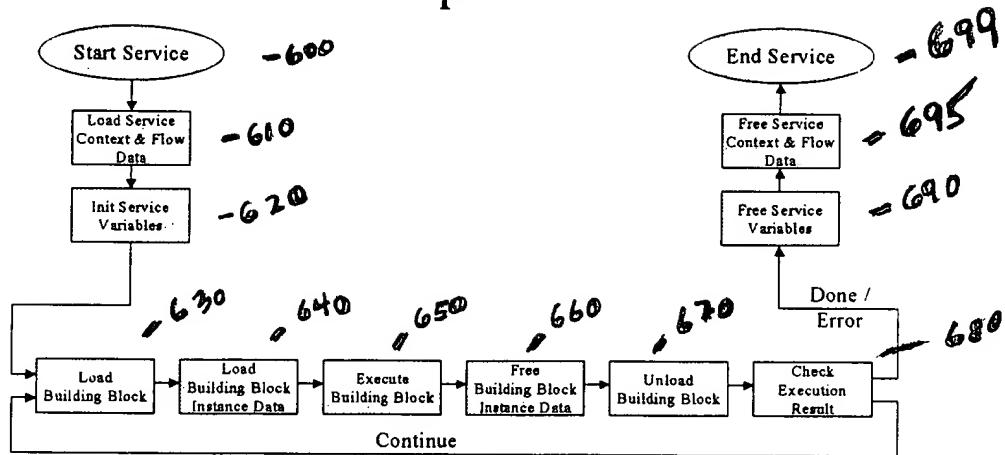 Start Service
-600
Load Service
Context & Flow
Data
-610
Init Service
Variables
-620
End Service
-699
Free Service
Context & Flow
Data
-695
Free Service
Variables
-690
630
640
650
660
670
Done /
Error
680
Load
Building Block
Load
Building Block
Instance Data
Execute
Building Block
Free
Building Block
Instance Data
Unload
Building Block
Check
Execution
Result
Continue